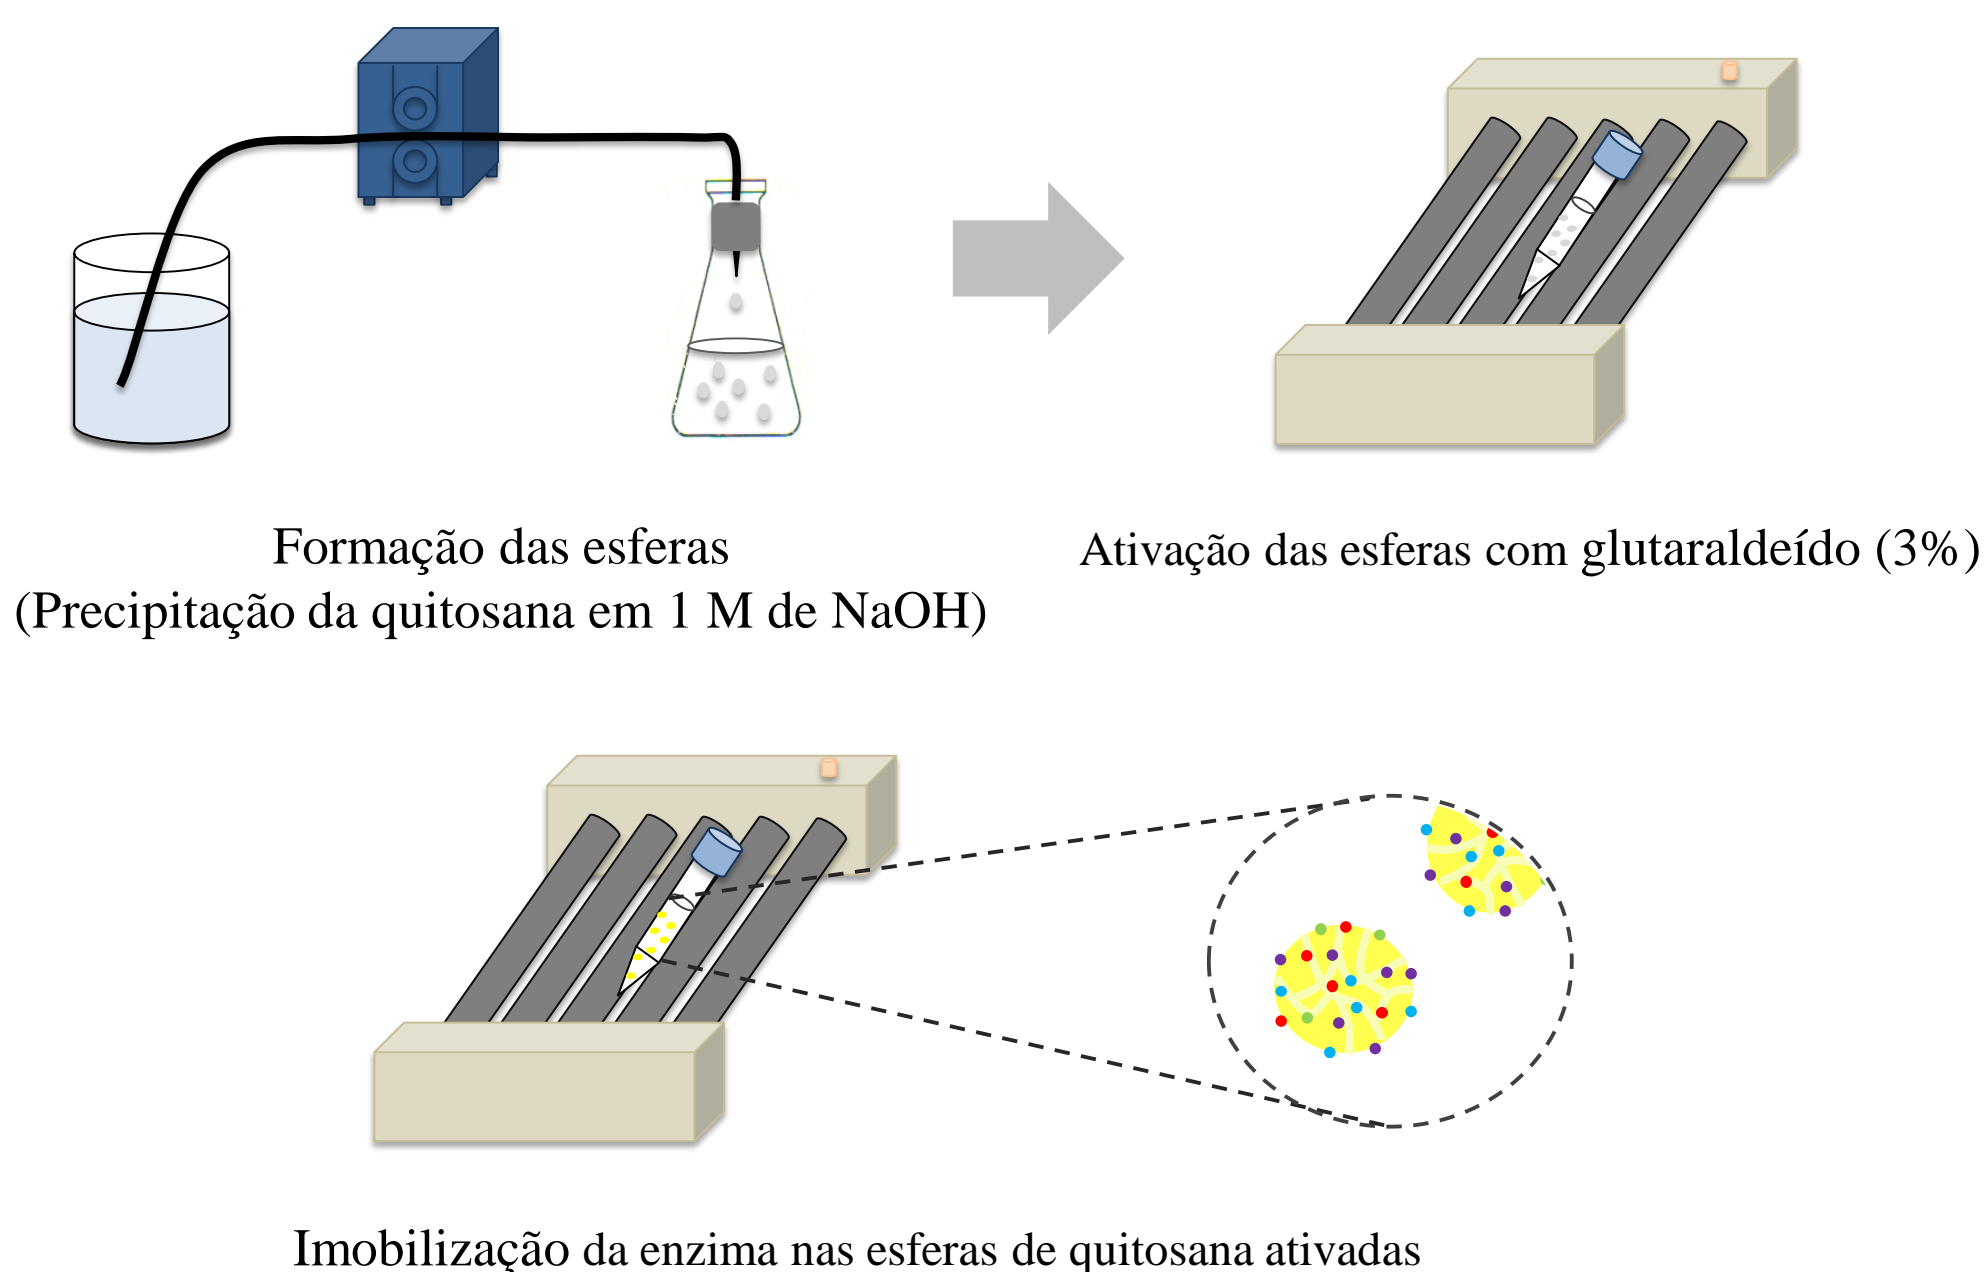 Formação das esferas
(Precipitação da quitosana em 1 M de NaOH)
Ativação das esferas com glutaraldeído (3%)
Imobilização da enzima nas esferas de quitosana ativadas